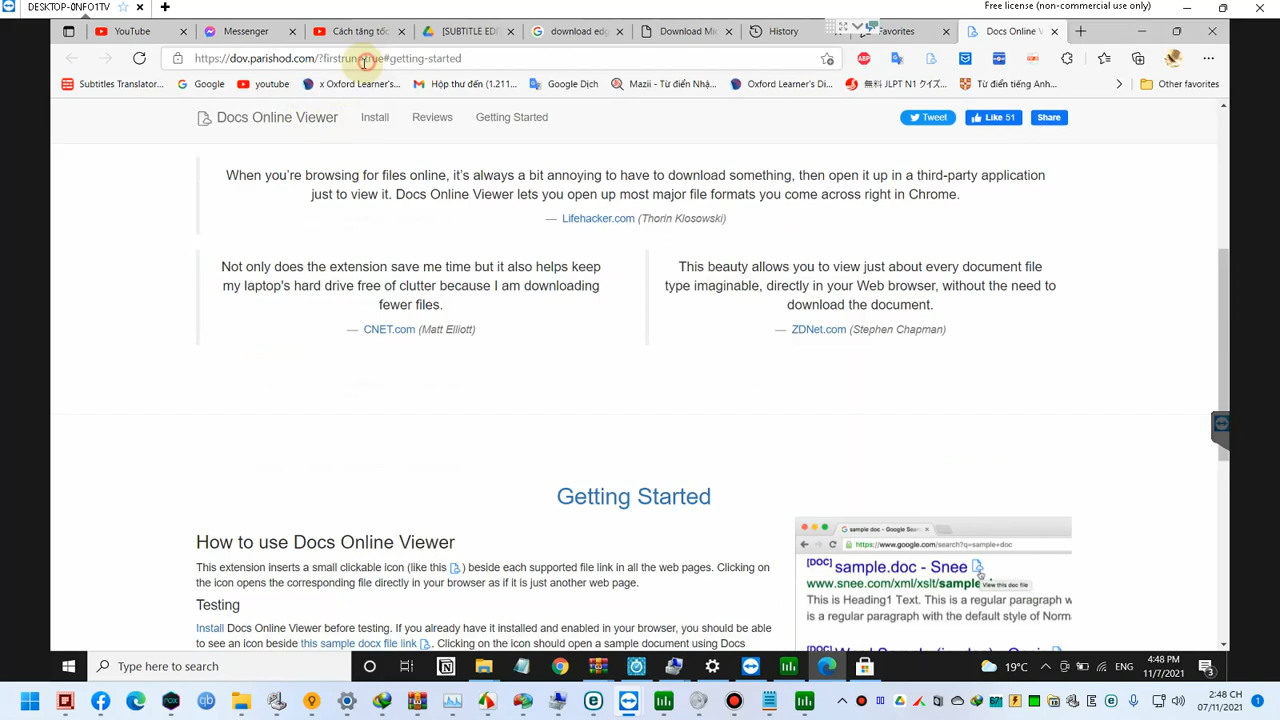 DESKTOP-0NFO1TV
Free license (non-commercial use only)
YouTube
Messenger
Cách tăng tốc
[SUBTITLE EDI
download edg
Download Mi
History
Favorites
Docs Online V
https://dov.parishod.com/?firstrun=true#getting-started
Subtitles Translator...
Google
youtube
x Oxford Learner's...
Hộp thư đến (1.211...
Google Dịch
Mazii - Từ điển Nhậ...
Oxford Learner's Di...
無料 JLPT N1 クイズ...
Từ điển tiếng Anh...
Other favorites
Docs Online Viewer
Install
Reviews
Getting Started
Tweet
Like 51
Share
When you're browsing for files online, it's always a bit annoying to have to download something, then open it up in a third-party application
just to view it. Docs Online Viewer lets you open up most major file formats you come across right in Chrome.
— Lifehacker.com (Thorin Klosowski)
Not only does the extension save me time but it also helps keep
my laptop's hard drive free of clutter because I am downloading
fewer files.
— CNET.com (Matt Elliott)
This beauty allows you to view just about every document file
type imaginable, directly in your Web browser, without the need to
download the document.
— ZDNet.com (Stephen Chapman)
Getting Started
How to use Docs Online Viewer
This extension inserts a small clickable icon (like this ) beside each supported file link in all the web pages. Clicking on
the icon opens the corresponding file directly in your browser as if it is just another web page.
Testing
Install Docs Online Viewer before testing. If you already have it installed and enabled in your browser, you should be able
to see an icon beside this sample docx file link . Clicking on the icon should open a sample document using Docs
sample doc - Google Sear
https://www.google.com/search?q=sample+doc
[DOC] sample.doc - Snee
www.snee.com/xml/xslt/sample
View this doc file
This is Heading1 Text. This is a regular paragraph w
is a regular paragraph with the default style of Norm
Type here to search
19°C
ENG
4:48 PM
11/7/2021
3
2:48 CH
07/11/2021
1